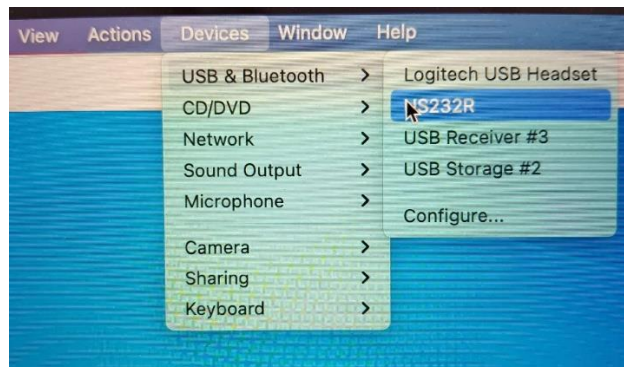 View Actions Devices Window Help
USB & Bluetooth
CD/DVD
Network
Sound Output
Microphone
Camera
Sharing
Keyboard
Logitech USB Headset
NS232R
USB Receiver #3
USB Storage #2
Configure...